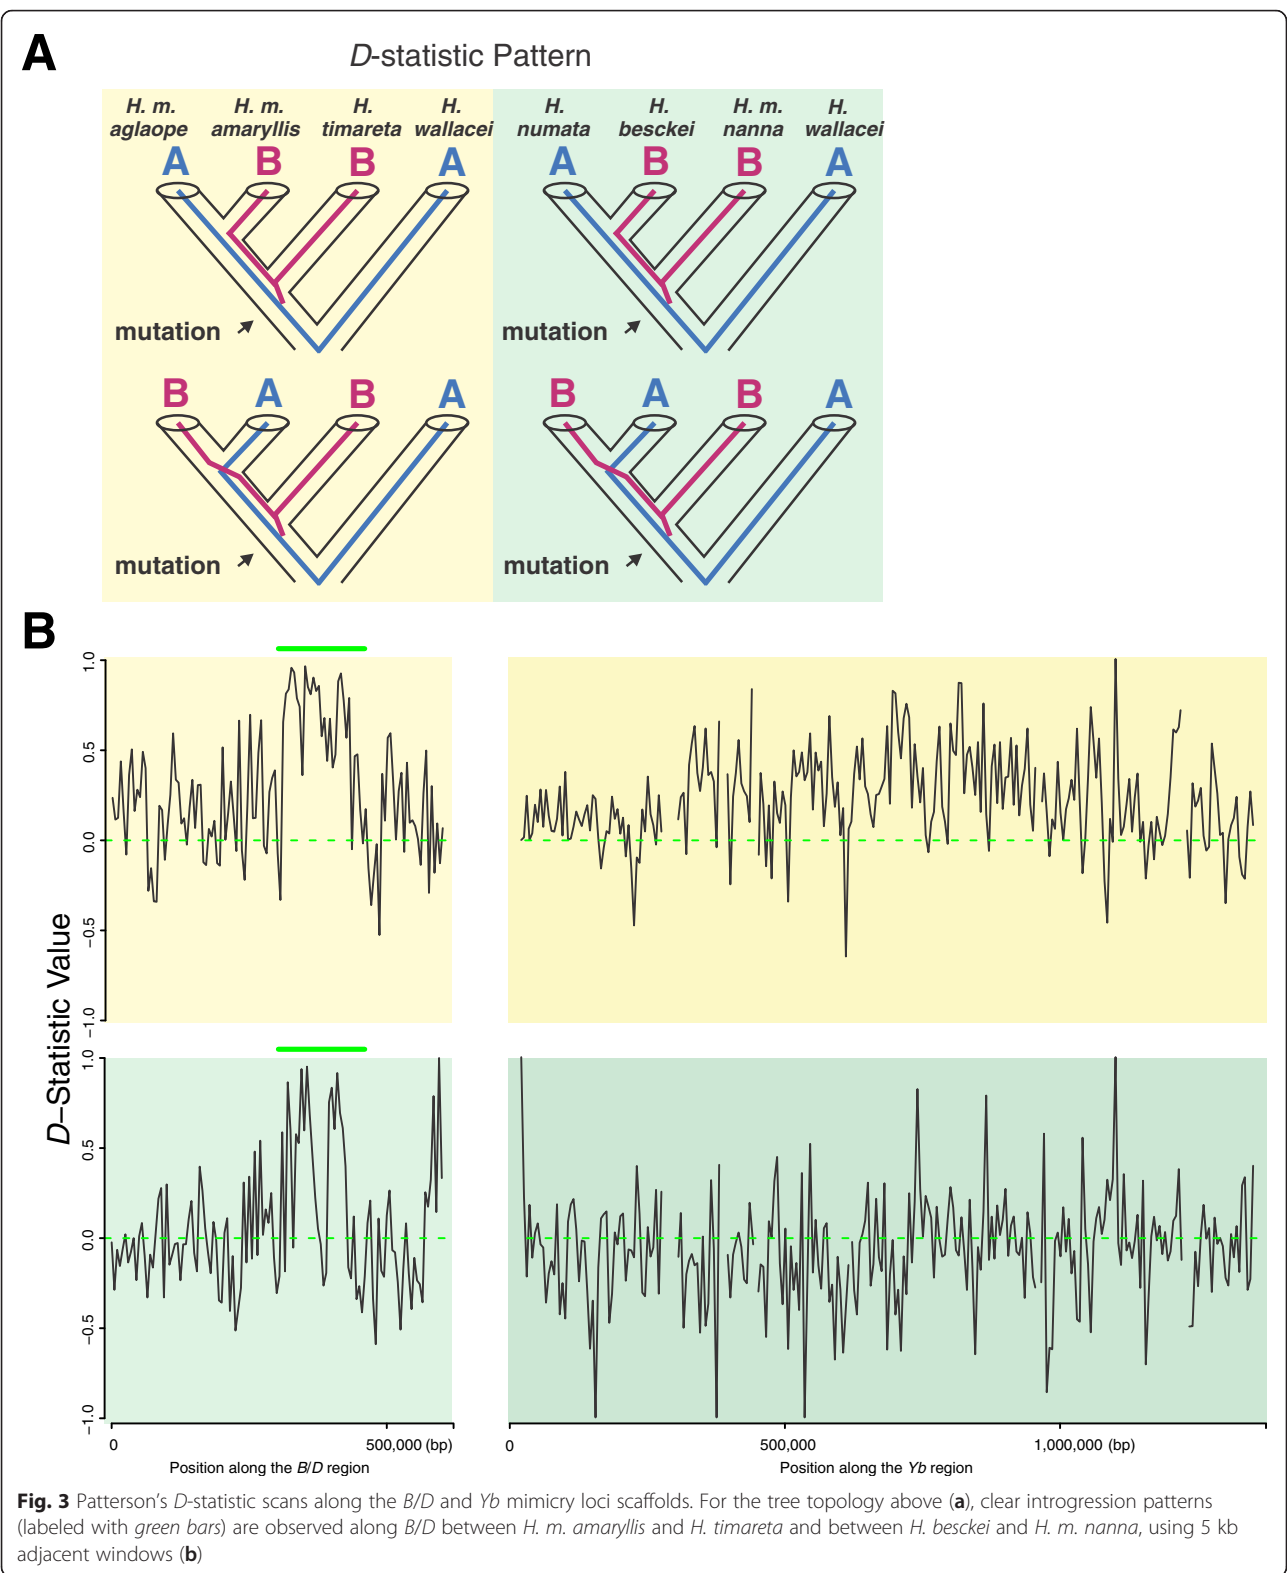 A
D-statistic Pattern
H. m. aglaope
H. m. amaryllis
H. timareta
H. wallacei
H. numata
H. besckei
H. m. nanna
H. wallacei
A B B A
A B B A
mutation
mutation
B A B A
B A B A
mutation
mutation
B
D–Statistic Value
1.0
0.5
0.0
−0.5
−1.0
1.0
0.5
0.0
−0.5
−1.0
0 500,000 (bp)
Position along the B/D region
0 500,000 1,000,000 (bp)
Position along the Yb region
Fig. 3 Patterson's D-statistic scans along the B/D and Yb mimicry loci scaffolds. For the tree topology above (a), clear introgression patterns
(labeled with green bars) are observed along B/D between H. m. amaryllis and H. timareta and between H. besckei and H. m. nanna, using 5 kb
adjacent windows (b)